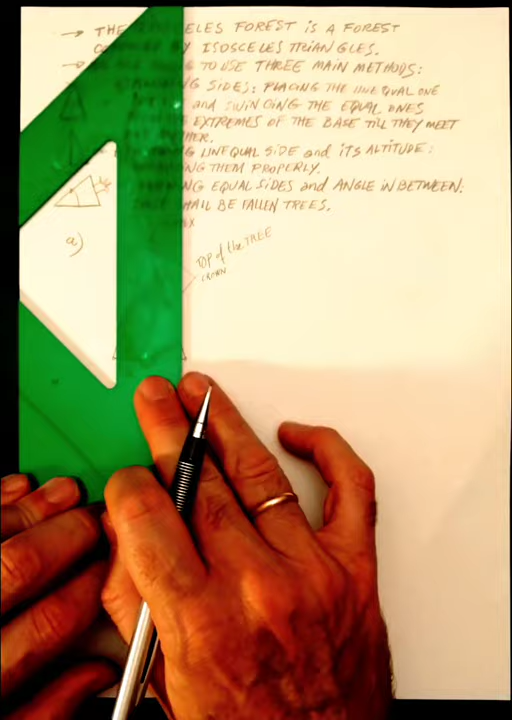 → THE ISOSCELES FOREST IS A FOREST
BY ISOSCELES TRIANGLES.
→ TO USE THREE MAIN METHODS:
SIDES: PLACING THE UNEQUAL ONE
and SWINGING THE EQUAL ONES
EXTREMES OF THE BASE TILL THEY MEET
UNEQUAL SIDE and ITS ALTITUDE:
THEM PROPERLY.
EQUAL SIDES and ANGLE IN BETWEEN:
SHALL BE FALLEN TREES.
a)
TOP of the TREE
CROWN